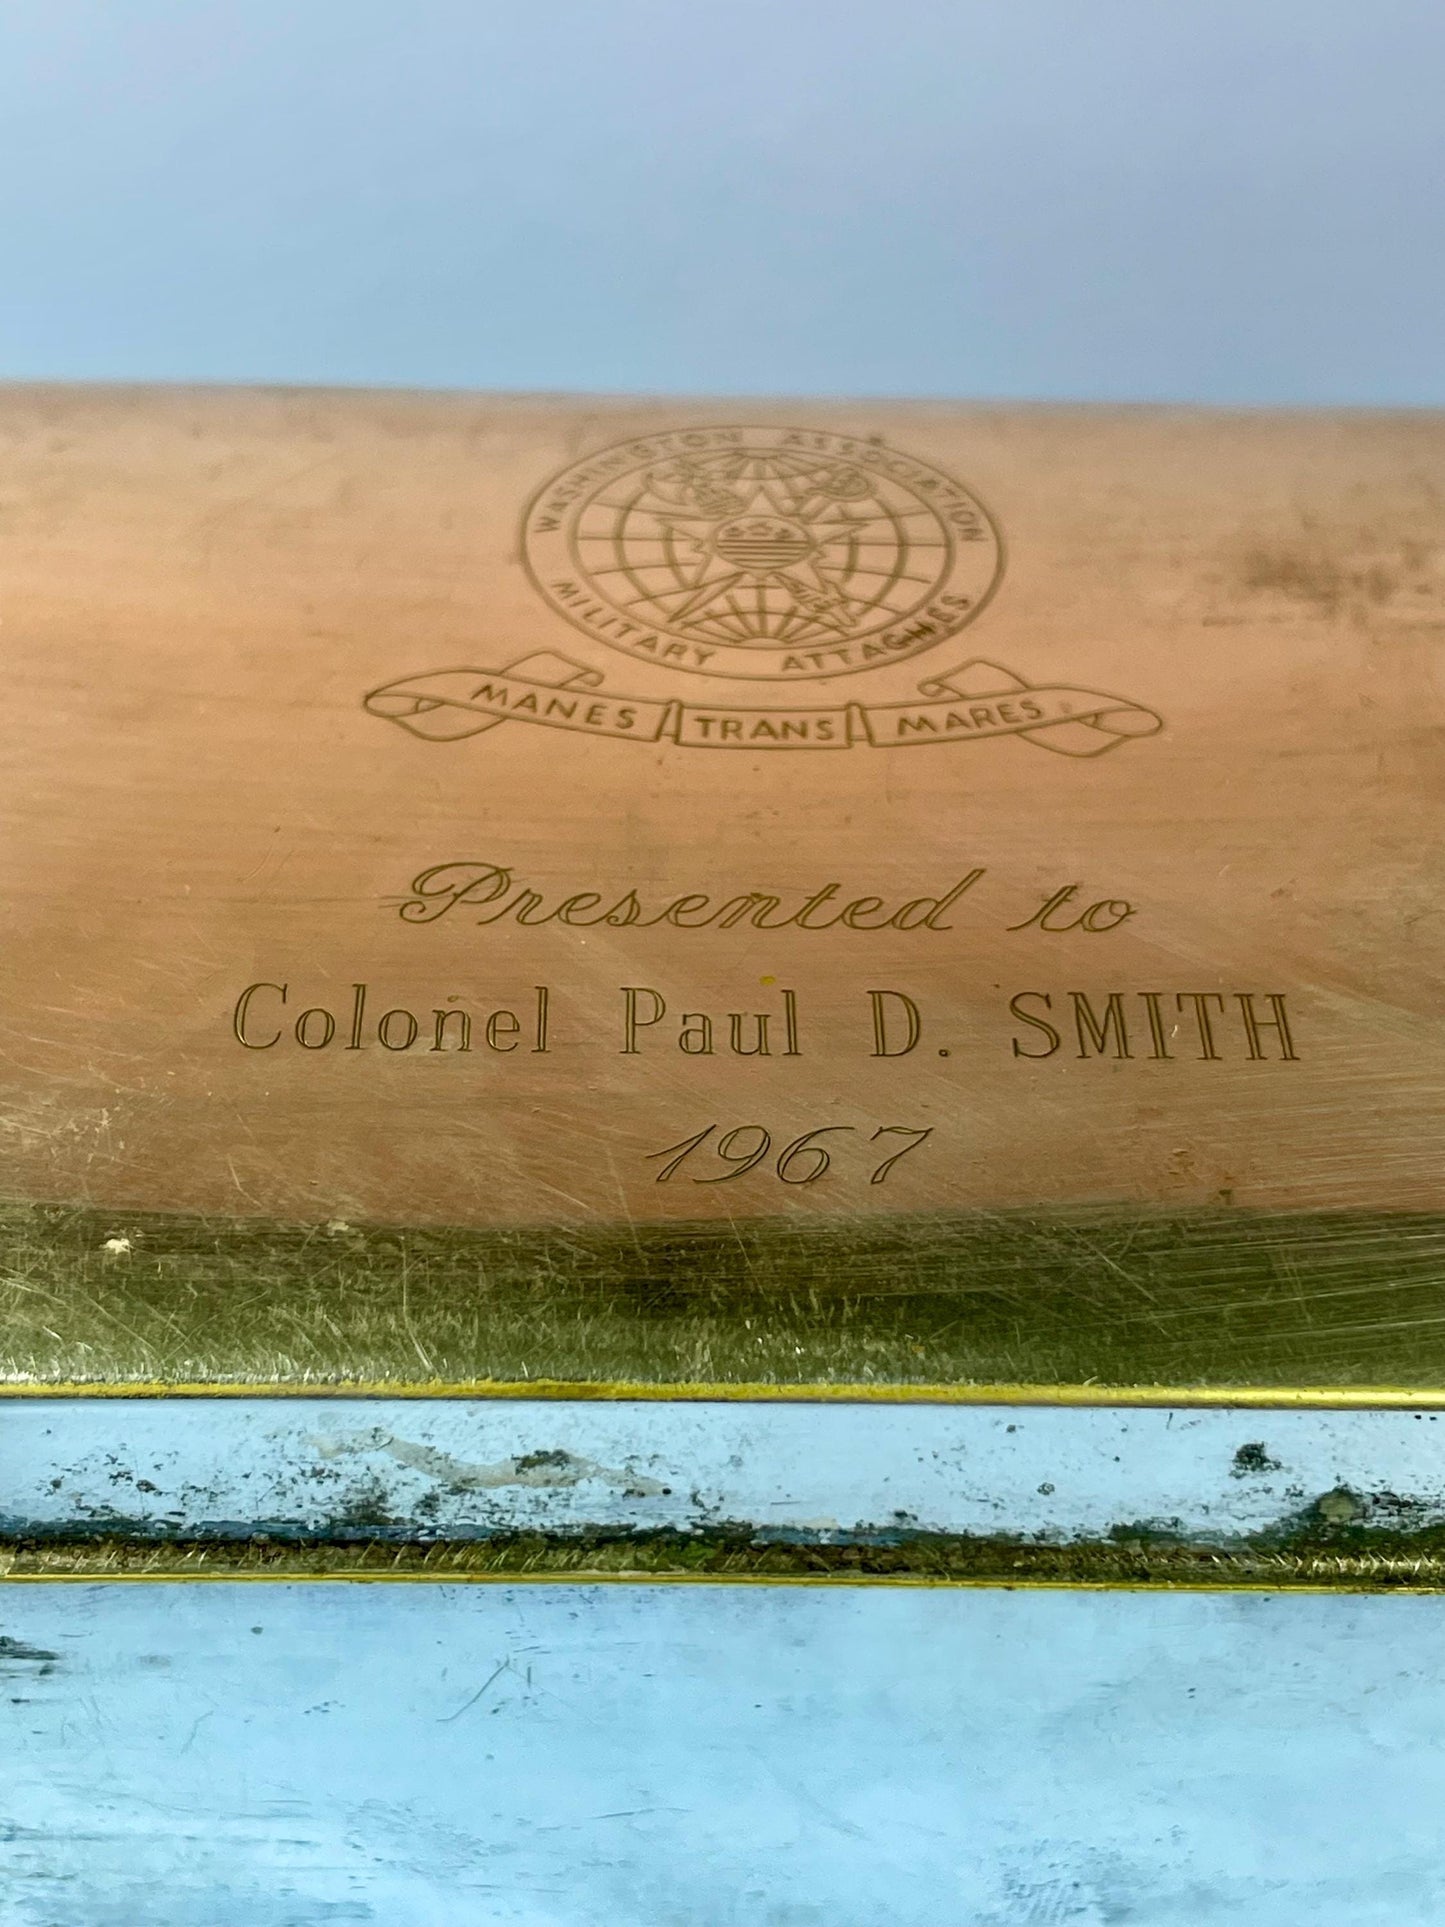 WASHINGTON ASSOCIATION
MILITARY ATTACHES
MANES TRANS MARES
Presented to
Colonel Paul D. SMITH
1967